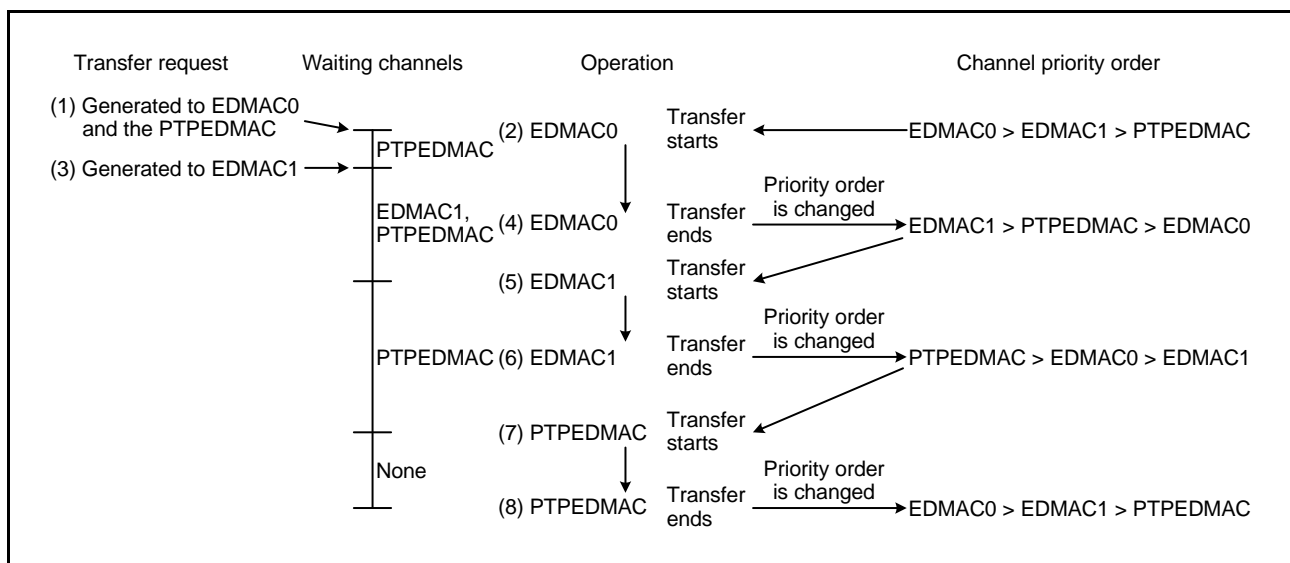 Transfer request
Waiting channels
Operation
Channel priority order
(1) Generated to EDMAC0
and the PTPEDMAC
PTPEDMAC
(2) EDMAC0
Transfer
starts
EDMAC0 > EDMAC1 > PTPEDMAC
(3) Generated to EDMAC1
EDMAC1,
PTPEDMAC
(4) EDMAC0
Transfer
ends
Priority order
is changed
EDMAC1 > PTPEDMAC > EDMAC0
(5) EDMAC1
Transfer
starts
PTPEDMAC
(6) EDMAC1
Transfer
ends
Priority order
is changed
PTPEDMAC > EDMAC0 > EDMAC1
(7) PTPEDMAC
Transfer
starts
None
(8) PTPEDMAC
Transfer
ends
Priority order
is changed
EDMAC0 > EDMAC1 > PTPEDMAC